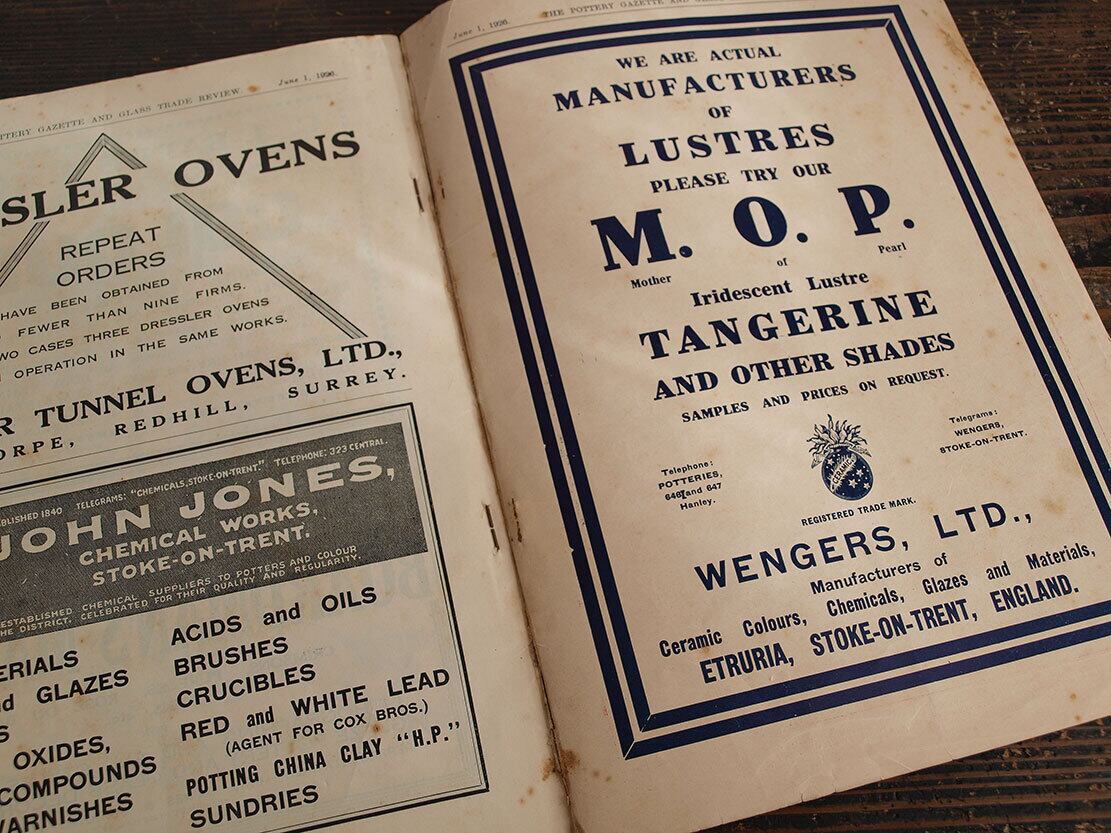 TTERY GAZETTE AND GLASS TRADE REVIEW. June 1, 1926.
SLER OVENS
REPEAT
ORDERS
HAVE BEEN OBTAINED FROM
FEWER THAN NINE FIRMS.
WO CASES THREE DRESSLER OVENS
OPERATION IN THE SAME WORKS.
R TUNNEL OVENS, LTD.,
ORPE, REDHILL, SURREY.
BLISHED 1840 TELEGRAMS: "CHEMICALS, STOKE-ON-TRENT." TELEPHONE: 323 CENTRAL.
JOHN JONES,
CHEMICAL WORKS,
STOKE-ON-TRENT.
ESTABLISHED CHEMICAL SUPPLIERS TO POTTERS AND COLOUR
HE DISTRICT, CELEBRATED FOR THEIR QUALITY AND REGULARITY.
ERIALS
nd GLAZES
S
OXIDES,
COMPOUNDS
VARNISHES
ACIDS and OILS
BRUSHES
CRUCIBLES
RED and WHITE LEAD
(AGENT FOR COX BROS.)
POTTING CHINA CLAY "H.P."
SUNDRIES
June 1, 1926. THE POTTERY GAZETTE AND GLASS
WE ARE ACTUAL
MANUFACTURERS
OF
LUSTRES
PLEASE TRY OUR
M. O. P.
Mother of Pearl
Iridescent Lustre
TANGERINE
AND OTHER SHADES
SAMPLES AND PRICES ON REQUEST.
Telephone:
POTTERIES,
646 and 647
Hanley.
CERAMIC
Telegrams:
WENGERS,
STOKE-ON-TRENT.
REGISTERED TRADE MARK.
WENGERS, LTD.,
Manufacturers of
Ceramic Colours, Chemicals, Glazes and Materials,
ETRURIA, STOKE-ON-TRENT, ENGLAND.